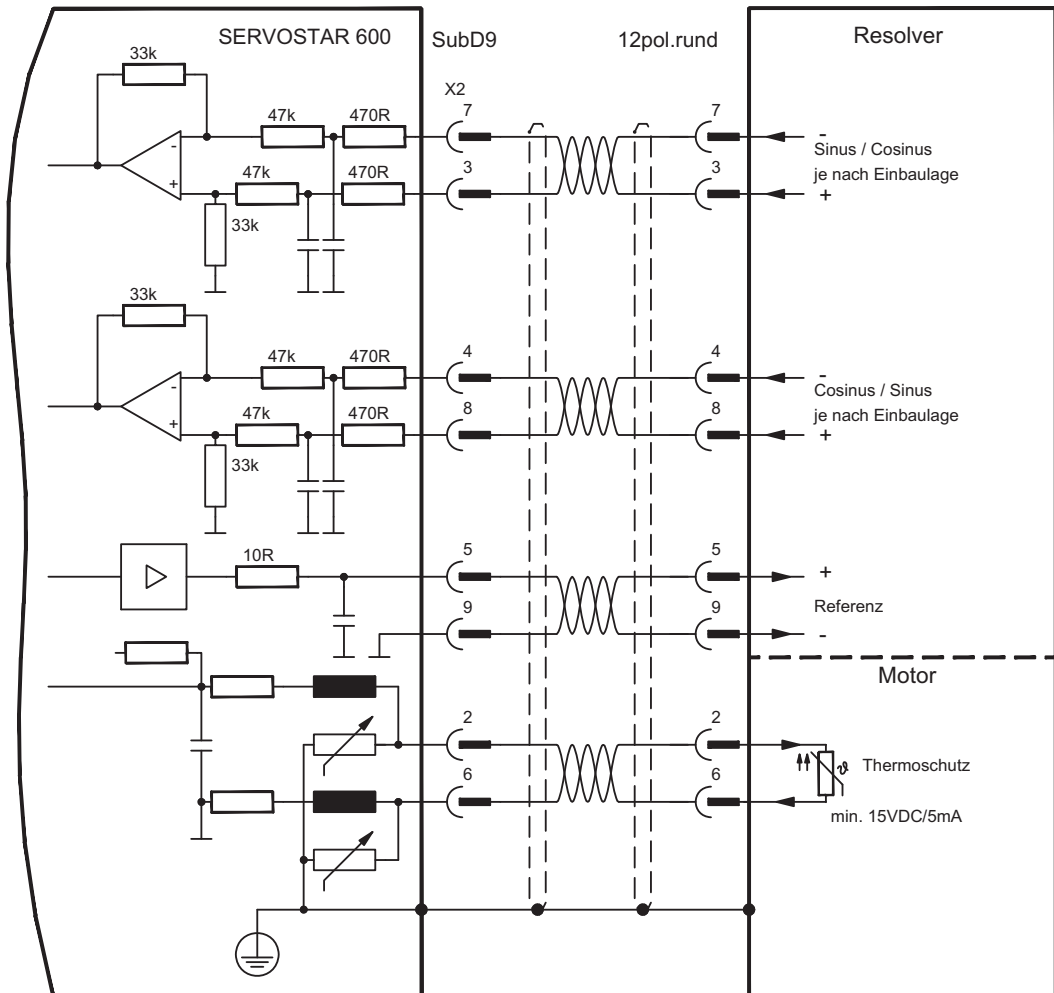 SERVOSTAR 600
SubD9
12pol.rund
Resolver
33k
X2
47k
470R
7
7
-
-
Sinus / Cosinus
je nach Einbaulage
+
47k
470R
3
3
+
33k
33k
47k
470R
4
4
-
-
Cosinus / Sinus
je nach Einbaulage
+
47k
470R
8
8
+
33k
10R
5
5
+
Referenz
9
9
-
Motor
2
2
ϑ
Thermoschutz
6
6
min. 15VDC/5mA